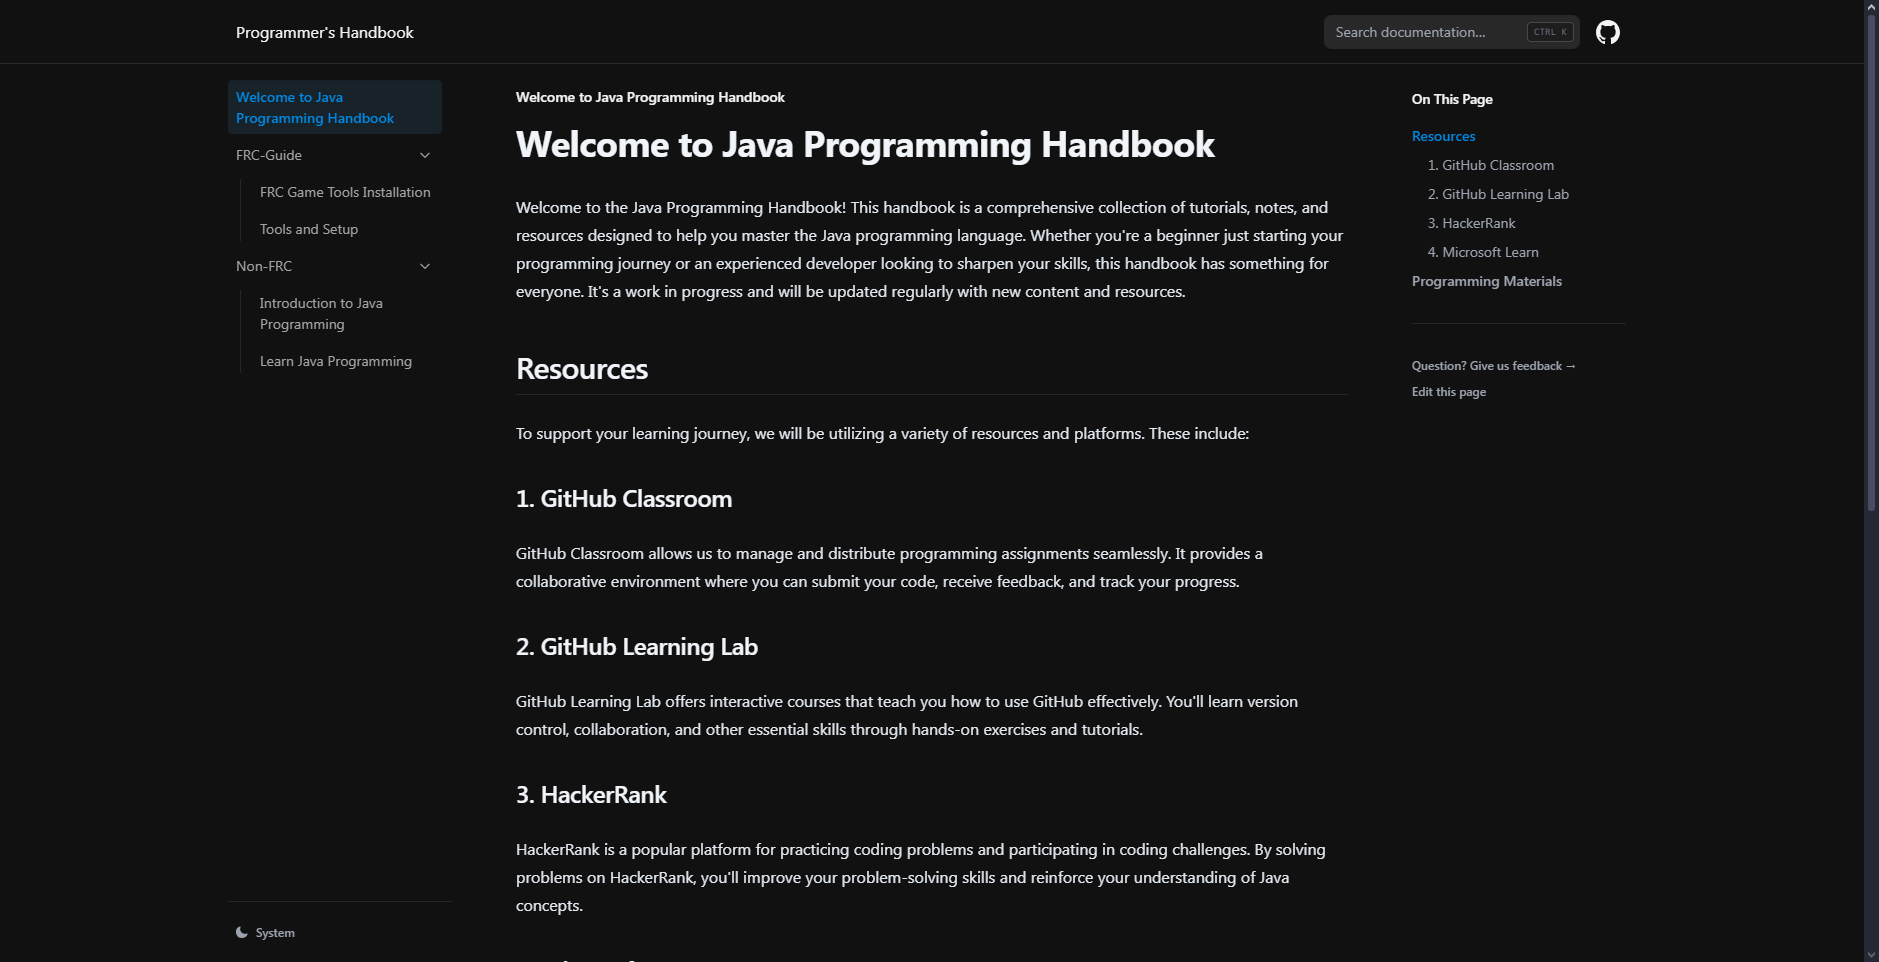 Programmer's Handbook
Search documentation...
CTRL K
Welcome to Java
Programming Handbook
FRC-Guide
FRC Game Tools Installation
Tools and Setup
Non-FRC
Introduction to Java
Programming
Learn Java Programming
System
Welcome to Java Programming Handbook
Welcome to Java Programming Handbook
Welcome to the Java Programming Handbook! This handbook is a comprehensive collection of tutorials, notes, and
resources designed to help you master the Java programming language. Whether you're a beginner just starting your
programming journey or an experienced developer looking to sharpen your skills, this handbook has something for
everyone. It's a work in progress and will be updated regularly with new content and resources.
Resources
To support your learning journey, we will be utilizing a variety of resources and platforms. These include:
1. GitHub Classroom
GitHub Classroom allows us to manage and distribute programming assignments seamlessly. It provides a
collaborative environment where you can submit your code, receive feedback, and track your progress.
2. GitHub Learning Lab
GitHub Learning Lab offers interactive courses that teach you how to use GitHub effectively. You'll learn version
control, collaboration, and other essential skills through hands-on exercises and tutorials.
3. HackerRank
HackerRank is a popular platform for practicing coding problems and participating in coding challenges. By solving
problems on HackerRank, you'll improve your problem-solving skills and reinforce your understanding of Java
concepts.
On This Page
Resources
1. GitHub Classroom
2. GitHub Learning Lab
3. HackerRank
4. Microsoft Learn
Programming Materials
Question? Give us feedback →
Edit this page